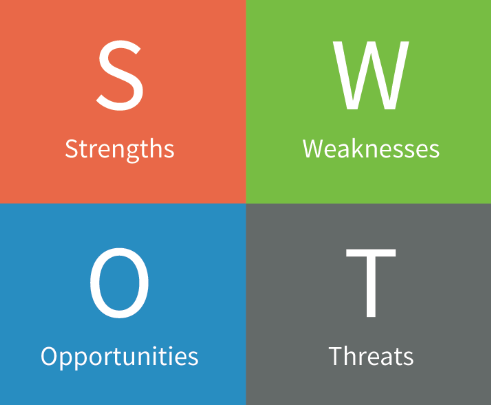 S
Strengths
W
Weaknesses
O
Opportunities
T
Threats